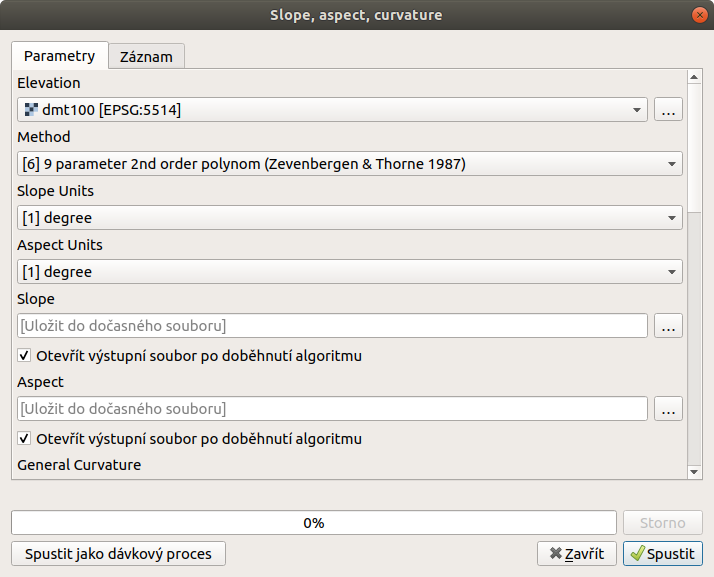 Slope, aspect, curvature
Parametry
Záznam
Elevation
dmt100 [EPSG:5514]
...
Method
[6] 9 parameter 2nd order polynom (Zevenbergen & Thorne 1987)
Slope Units
[1] degree
Aspect Units
[1] degree
Slope
[Uložit do dočasného souboru]
...
Otevřít výstupní soubor po doběhnutí algoritmu
Aspect
[Uložit do dočasného souboru]
...
Otevřít výstupní soubor po doběhnutí algoritmu
General Curvature
0%
Storno
Spustit jako dávkový proces
Zavřít
Spustit